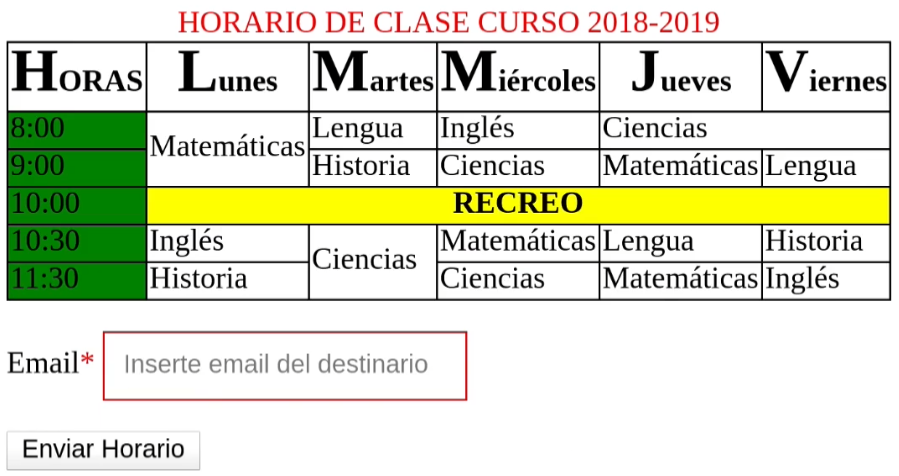 HORARIO DE CLASE CURSO 2018-2019
HORAS Lunes Martes Miércoles Jueves Viernes
8:00 Matemáticas Lengua Inglés Ciencias
9:00 Historia Ciencias Matemáticas Lengua
10:00 RECREO
10:30 Inglés Ciencias Matemáticas Lengua Historia
11:30 Historia Ciencias Matemáticas Inglés
Email* Inserte email del destinario
Enviar Horario